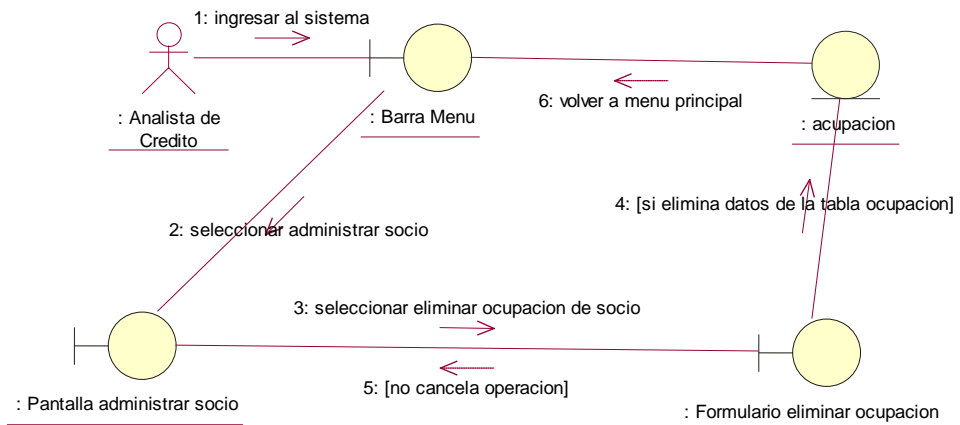 1: ingresar al sistema
: Analista de
Credito
: Barra Menu
6: volver a menu principal
: acupacion
2: seleccionar administrar socio
4: [si elimina datos de la tabla ocupacion]
3: seleccionar eliminar ocupacion de socio
5: [no cancela operacion]
: Pantalla administrar socio
: Formulario eliminar ocupacion